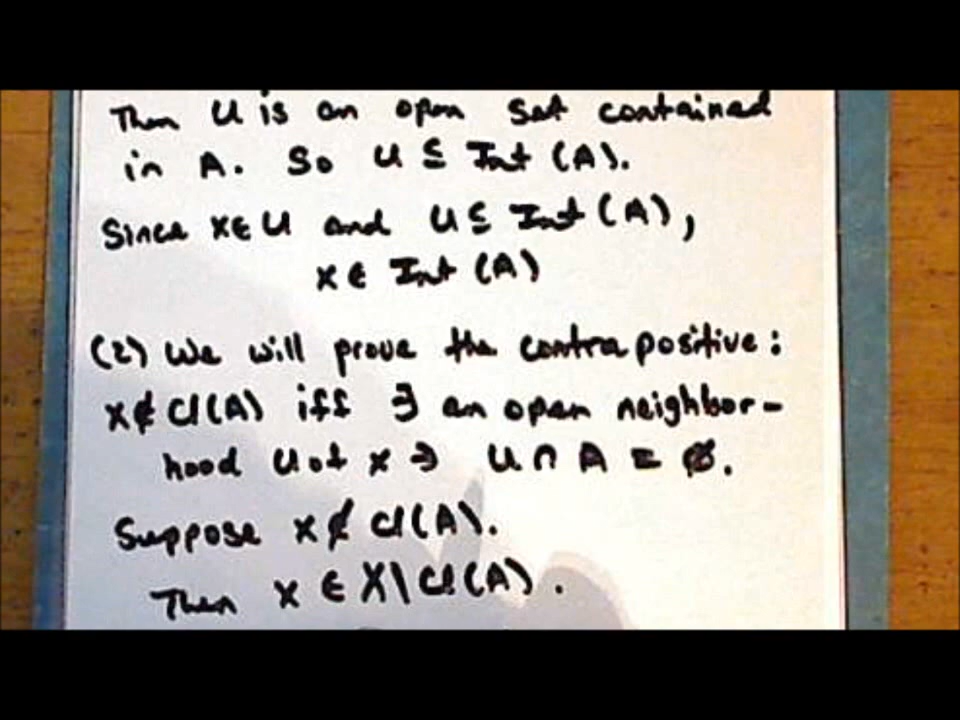 Then U is an open set contained
in A. So U ⊆ Int (A).
Since x∈U and U⊆ Int (A),
x ∈ Int (A)
(2) We will prove the contrapositive:
x∉Cl(A) iff ∃ an open neighbor-
hood U of x ∋ U∩A = ∅.
Suppose x∉Cl(A).
Then x ∈ X\Cl(A).